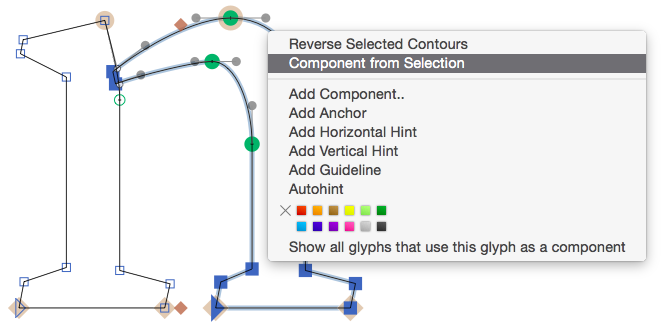 Reverse Selected Contours
Component from Selection
Add Component..
Add Anchor
Add Horizontal Hint
Add Vertical Hint
Add Guideline
Autohint
Show all glyphs that use this glyph as a component